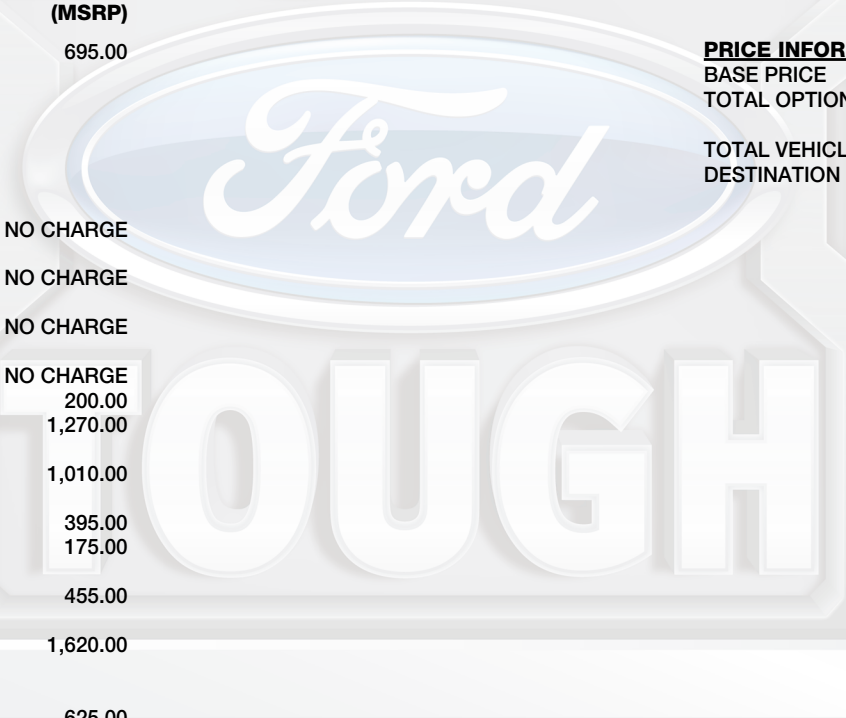 (MSRP)
695.00
NO CHARGE
NO CHARGE
NO CHARGE
NO CHARGE
200.00
1,270.00
1,010.00
395.00
175.00
455.00
1,620.00
625.00
PRICE INFOR
BASE PRICE
TOTAL OPTION
TOTAL VEHICL
DESTINATION
Ford
TOUGH